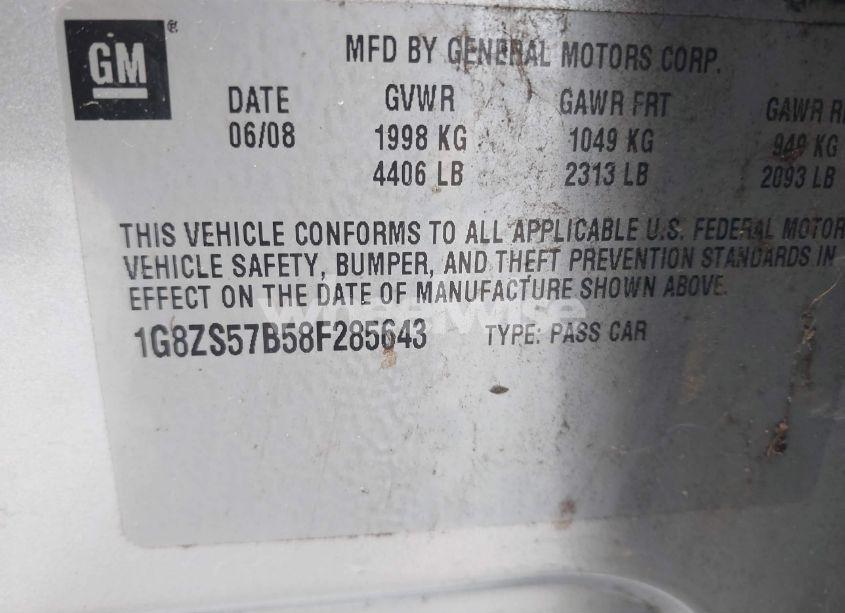 GM ®
MFD BY GENERAL MOTORS CORP.
DATE GVWR GAWR FRT GAWR R
06/08 1998 KG 1049 KG 949 KG
4406 LB 2313 LB 2093 LB
THIS VEHICLE CONFORMS TO ALL APPLICABLE U.S. FEDERAL MOTOR
VEHICLE SAFETY, BUMPER, AND THEFT PREVENTION STANDARDS IN
EFFECT ON THE DATE OF MANUFACTURE SHOWN ABOVE.
wheelwise
1G8ZS57B58F285643 TYPE: PASS CAR